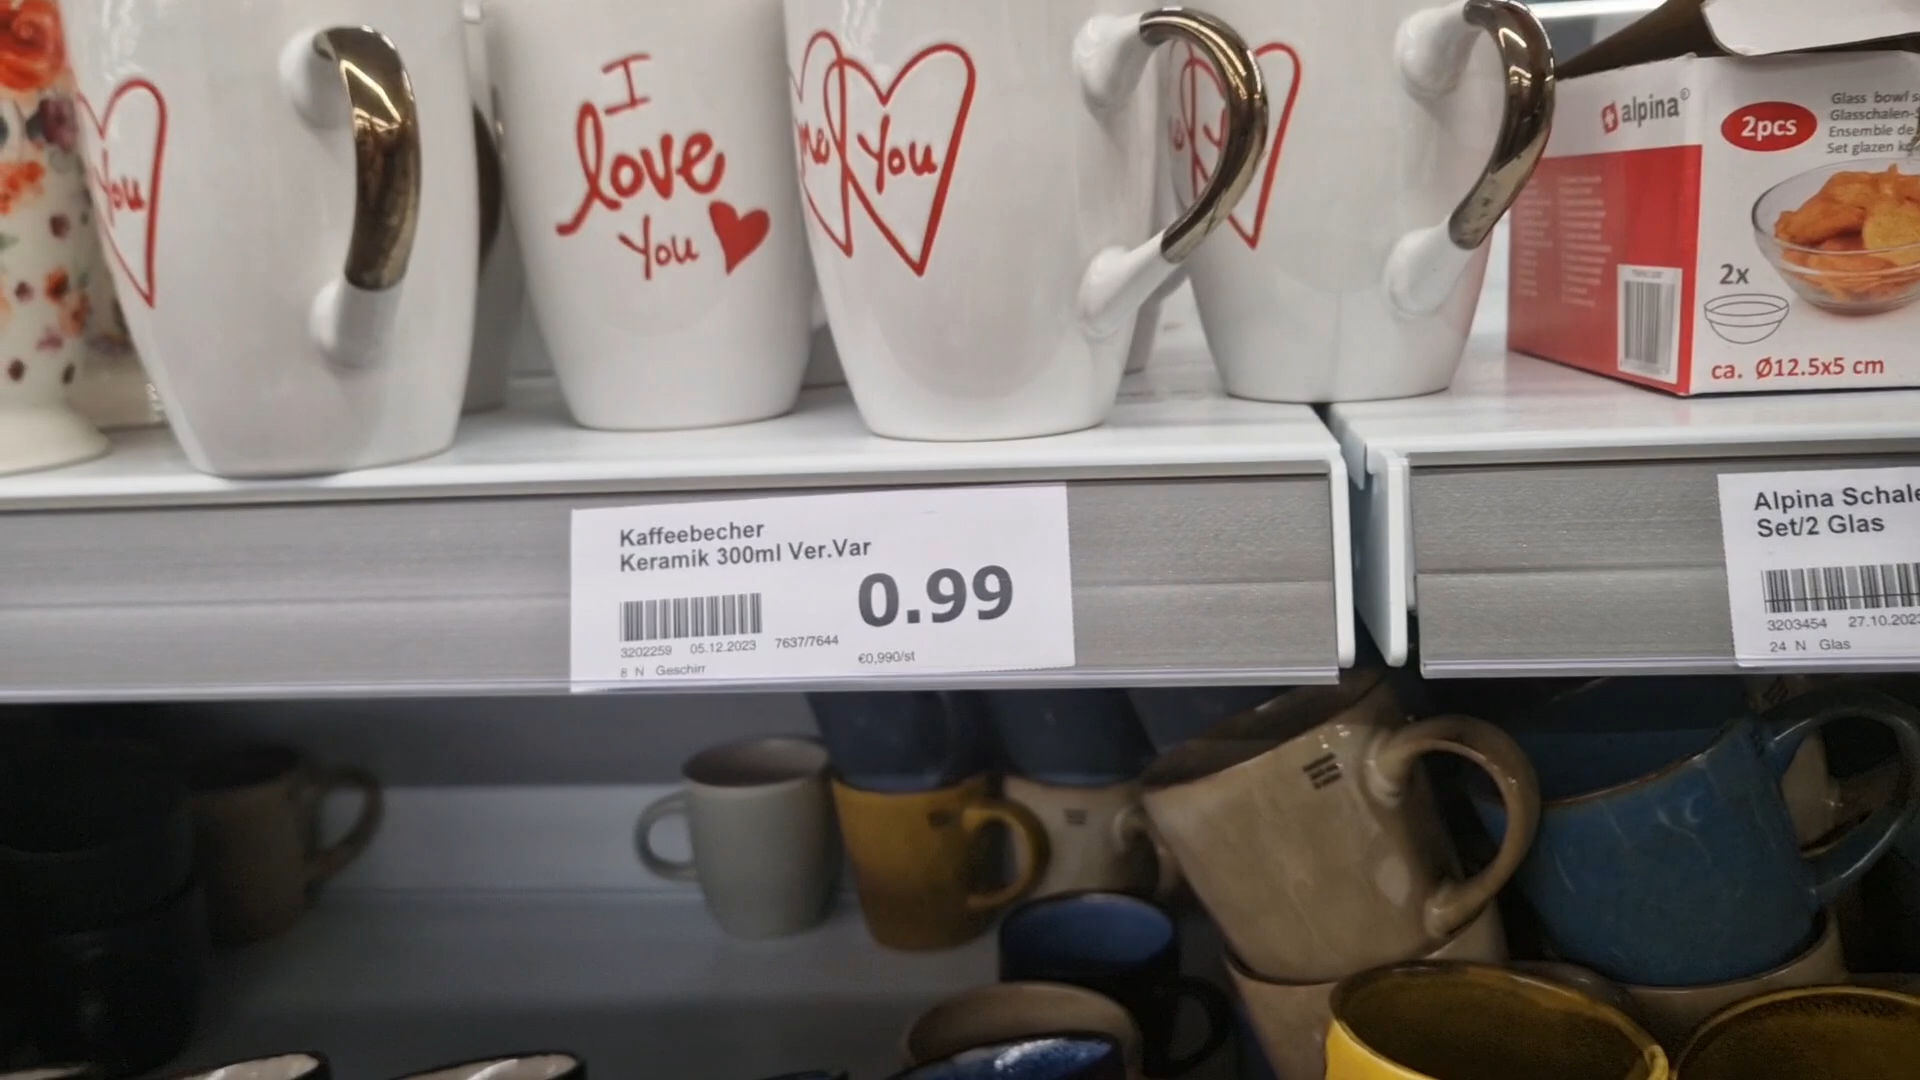 You
I
love
You
me
You
alpina®
2pcs
Glass bowl s
Glasschalen-S
Ensemble de
Set glazen k
2x
ca. Ø12.5x5 cm
Kaffeebecher
Keramik 300ml Ver.Var
0.99
3202259 05.12.2023 7637/7644
€0,990/st
8 N Geschirr
Alpina Schale
Set/2 Glas
3203454 27.10.2023
24 N Glas